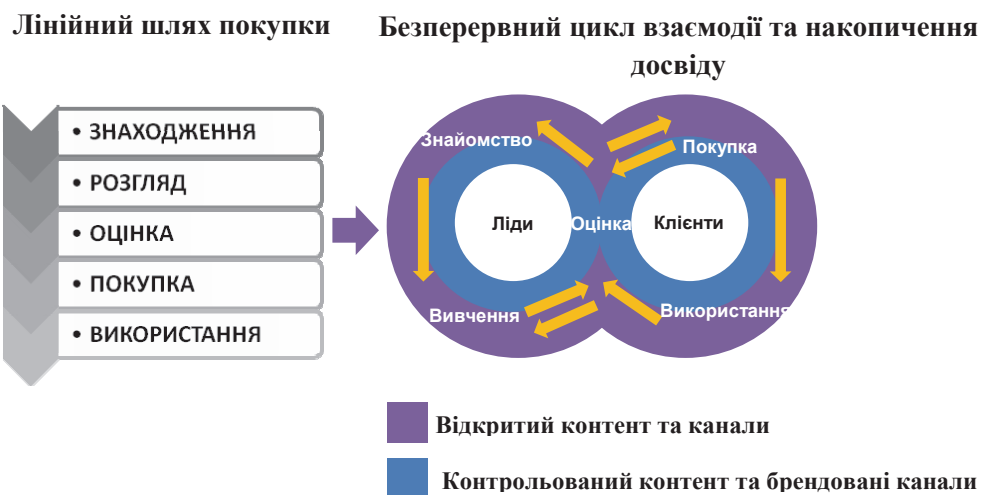 Лінійний шлях покупки
Безперервний цикл взаємодії та накопичення
досвіду
• ЗНАХОДЖЕННЯ
• РОЗГЛЯД
• ОЦІНКА
• ПОКУПКА
• ВИКОРИСТАННЯ
Знайомство
Покупка
Ліди
Оцінка
Клієнти
Вивчення
Використання
Відкритий контент та канали
Контрольований контент та брендовані канали